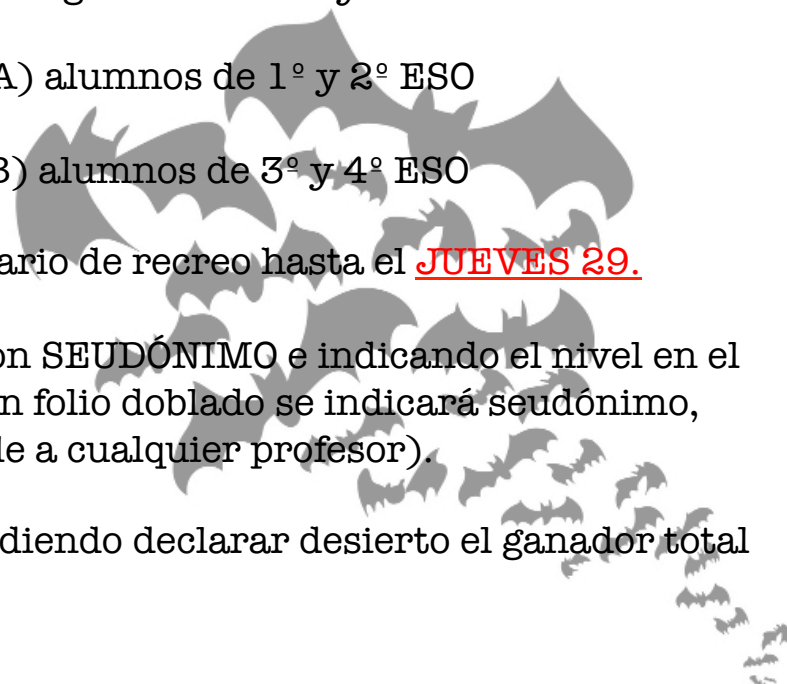 A) alumnos de 1º y 2º ESO
B) alumnos de 3º y 4º ESO
ario de recreo hasta el JUEVES 29.
on SEUDÓNIMO e indicando el nivel en el
n folio doblado se indicará seudónimo,
le a cualquier profesor).
diendo declarar desierto el ganador total